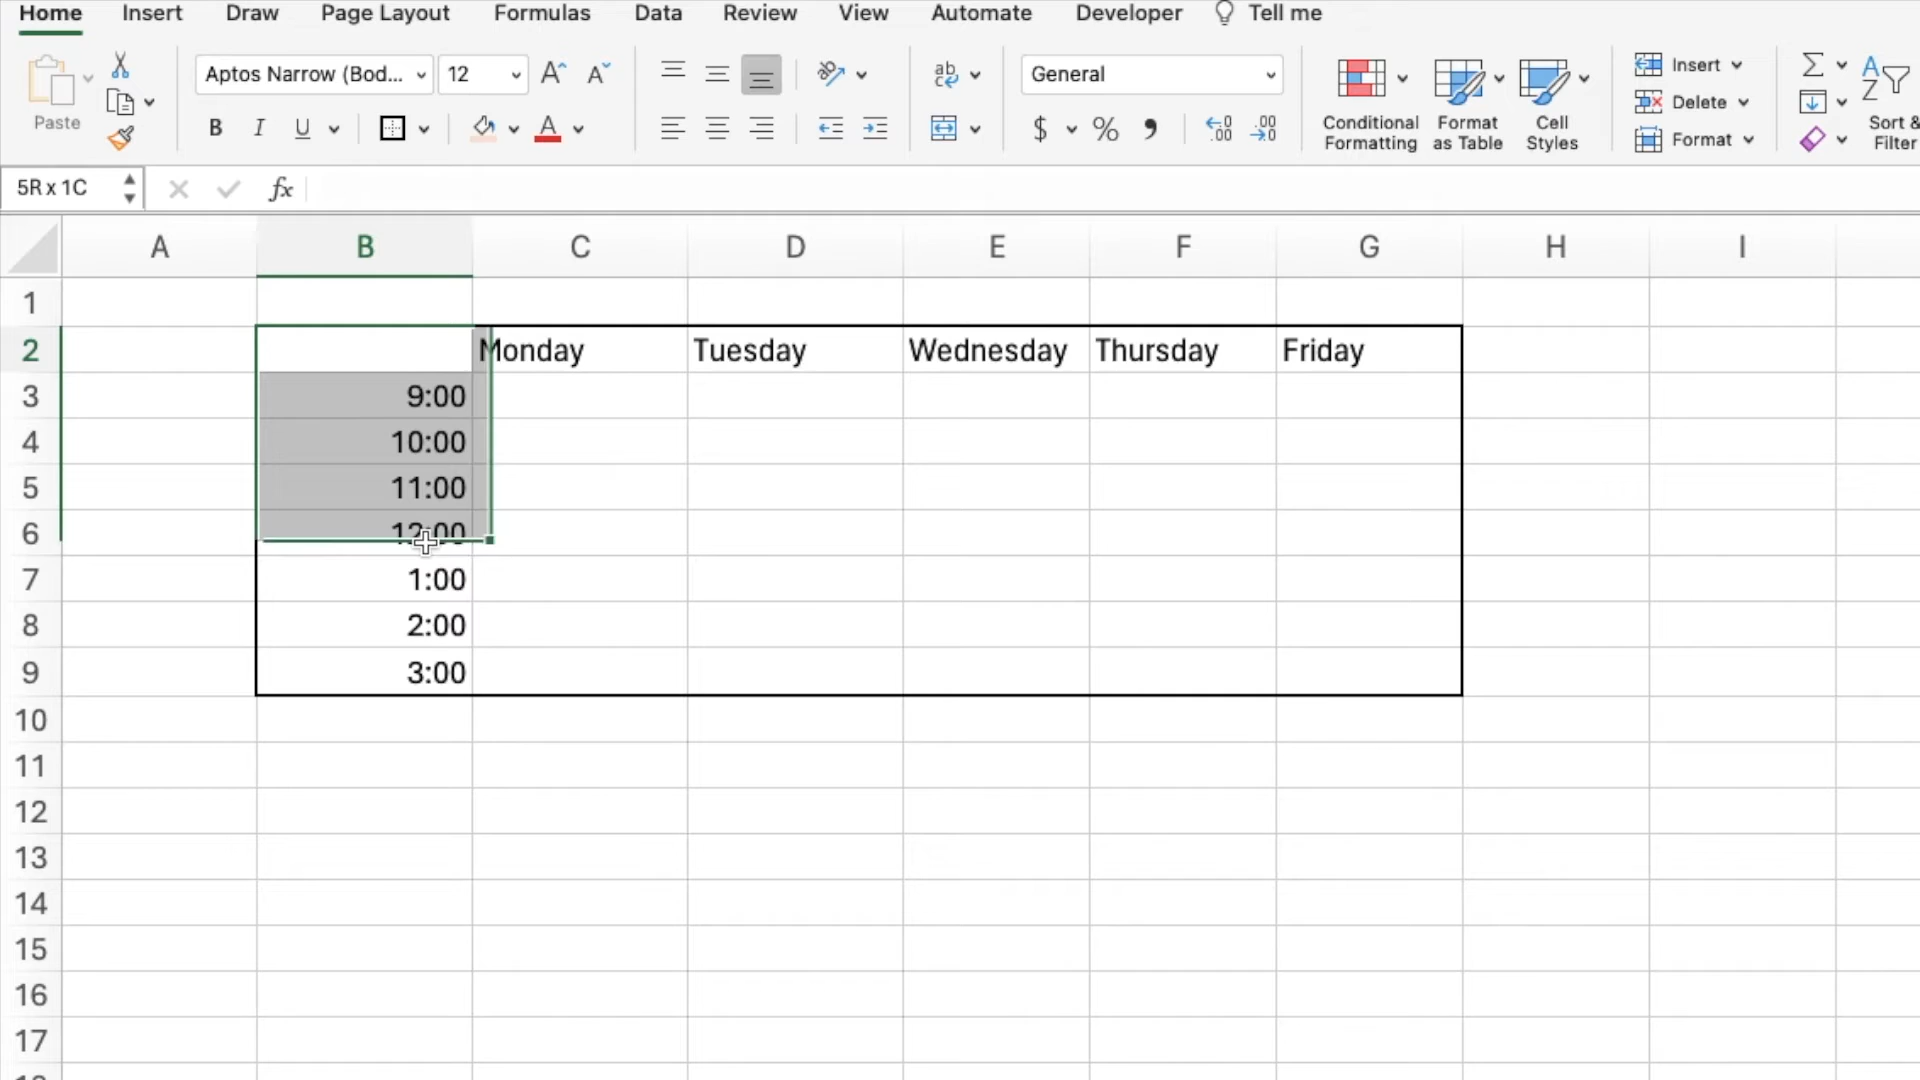 Home Insert Draw Page Layout Formulas Data Review View Automate Developer Tell me
Paste
Aptos Narrow (Bod... 12
B I U A
ab
General
$ % 9
Conditional Formatting
Format as Table
Cell Styles
Insert
Delete
Format
Sort &
Filter
5R x 1C fx
A B C D E F G H I
1
2 Monday Tuesday Wednesday Thursday Friday
3 9:00
4 10:00
5 11:00
6 12:00
7 1:00
8 2:00
9 3:00
10
11
12
13
14
15
16
17